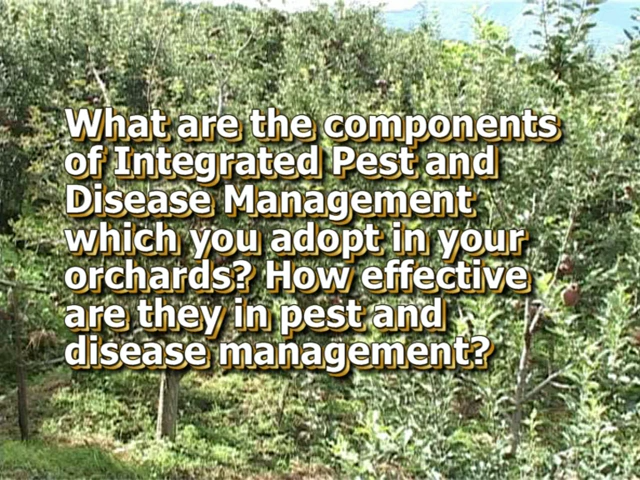 What are the components
of Integrated Pest and
Disease Management
which you adopt in your
orchards? How effective
are they in pest and
disease management?